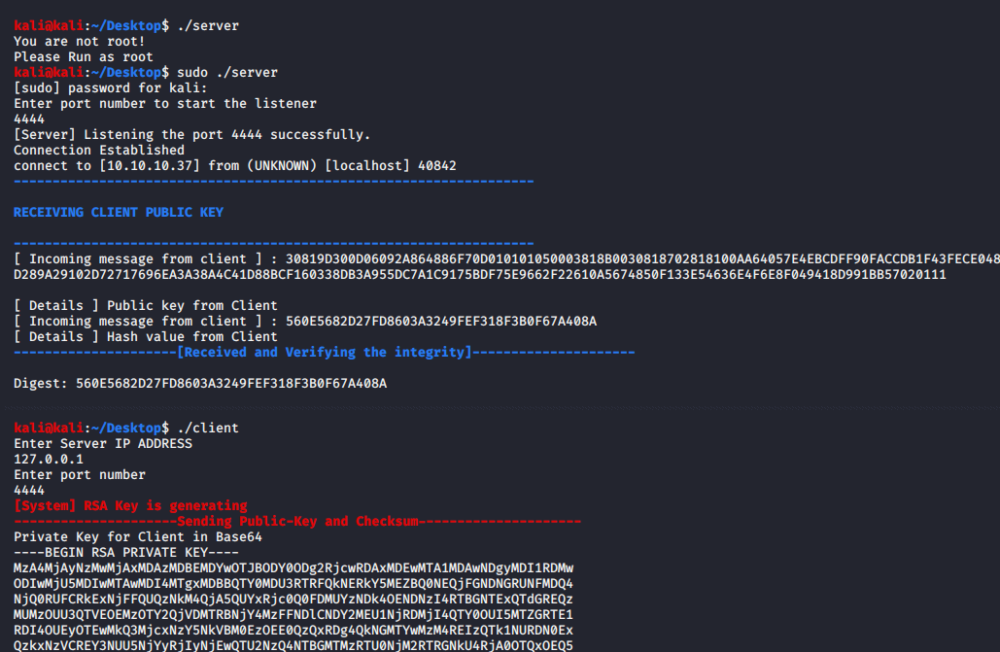 kali@kali:~/Desktop$ ./server
You are not root!
Please Run as root
kali@kali:~/Desktop$ sudo ./server
[sudo] password for kali:
Enter port number to start the listener
4444
[Server] Listening the port 4444 successfully.
Connection Established
connect to [10.10.10.37] from (UNKNOWN) [localhost] 40842
-------------------------------------------------------------------
RECEIVING CLIENT PUBLIC KEY
-------------------------------------------------------------------
[ Incoming message from client ] : 30819D300D06092A864886F70D010101050003818B0030818702818100AA64057E4EBCDFF90FACCDB1F43FECE048
D289A29102D72717696EA3A38A4C41D88BCF160338DB3A955DC7A1C9175BDF75E9662F22610A5674850F133E54636E4F6E8F049418D991BB57020111
[ Details ] Public key from Client
[ Incoming message from client ] : 560E5682D27FD8603A3249FEF318F3B0F67A408A
[ Details ] Hash value from Client
---------------------[Received and Verifying the integrity]---------------------
Digest: 560E5682D27FD8603A3249FEF318F3B0F67A408A
kali@kali:~/Desktop$ ./client
Enter Server IP ADDRESS
127.0.0.1
Enter port number
4444
[System] RSA Key is generating
---------------------Sending Public-Key and Checksum---------------------
Private Key for Client in Base64
----BEGIN RSA PRIVATE KEY----
MzA4MjAyNzMwMjAxMDAzMDBEMDYwOTJBODY0ODg2RjcwRDAxMDEwMTA1MDAwNDgyMDI1RDMw
ODIwMjU5MDIwMTAwMDI4MTgxMDBBQTY0MDU3RTRFQkNERkY5MEZBQ0NEQjFGNDNGRUNFMDQ4
NjQ0RUFCRkExNjFFQUQzNkM4QjA5QUYxRjc0Q0FDMUYzNDk4OENDNzI4RTBGNTExQTdGREQz
MUMzOUU3QTVEOEMzOTY2QjVDMTRBNjY4MzFFNDlCNDY2MEU1NjRDMjI4QTY0OUI5MTZGRTE1
RDI4OUEyOTEwMkQ3MjcxNzY5NkVBM0EzOEE0QzQxRDg4QkNGMTYwMzM4REIzQTk1NURDN0Ex
QzkxNzVCREY3NUU5NjYyRjIyNjEwQTU2NzQ4NTBGMTMzRTU0NjM2RTRGNkU4RjA0OTQxOEQ5